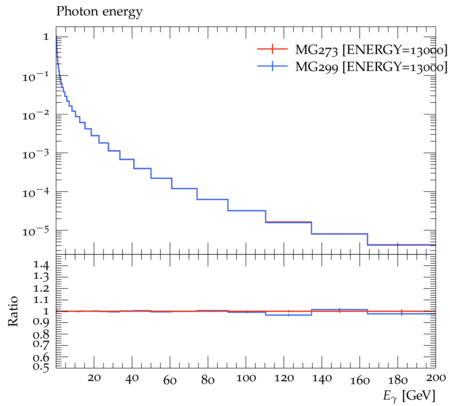 Photon energy
MG273 [ENERGY=13000]
MG299 [ENERGY=13000]
1
10⁻¹
10⁻²
10⁻³
10⁻⁴
10⁻⁵
Ratio
1.4
1.3
1.2
1.1
1
0.9
0.8
0.7
0.6
0.5
20 40 60 80 100 120 140 160 180 200
Eγ [GeV]